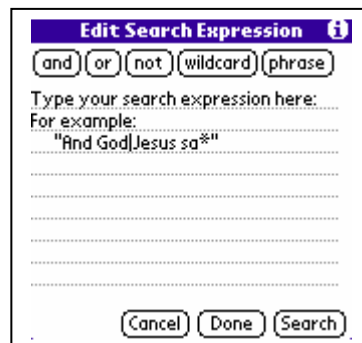 Edit Search Expression i
and or not wildcard phrase
Type your search expression here:
For example:
"And God|Jesus sa*"
Cancel Done Search